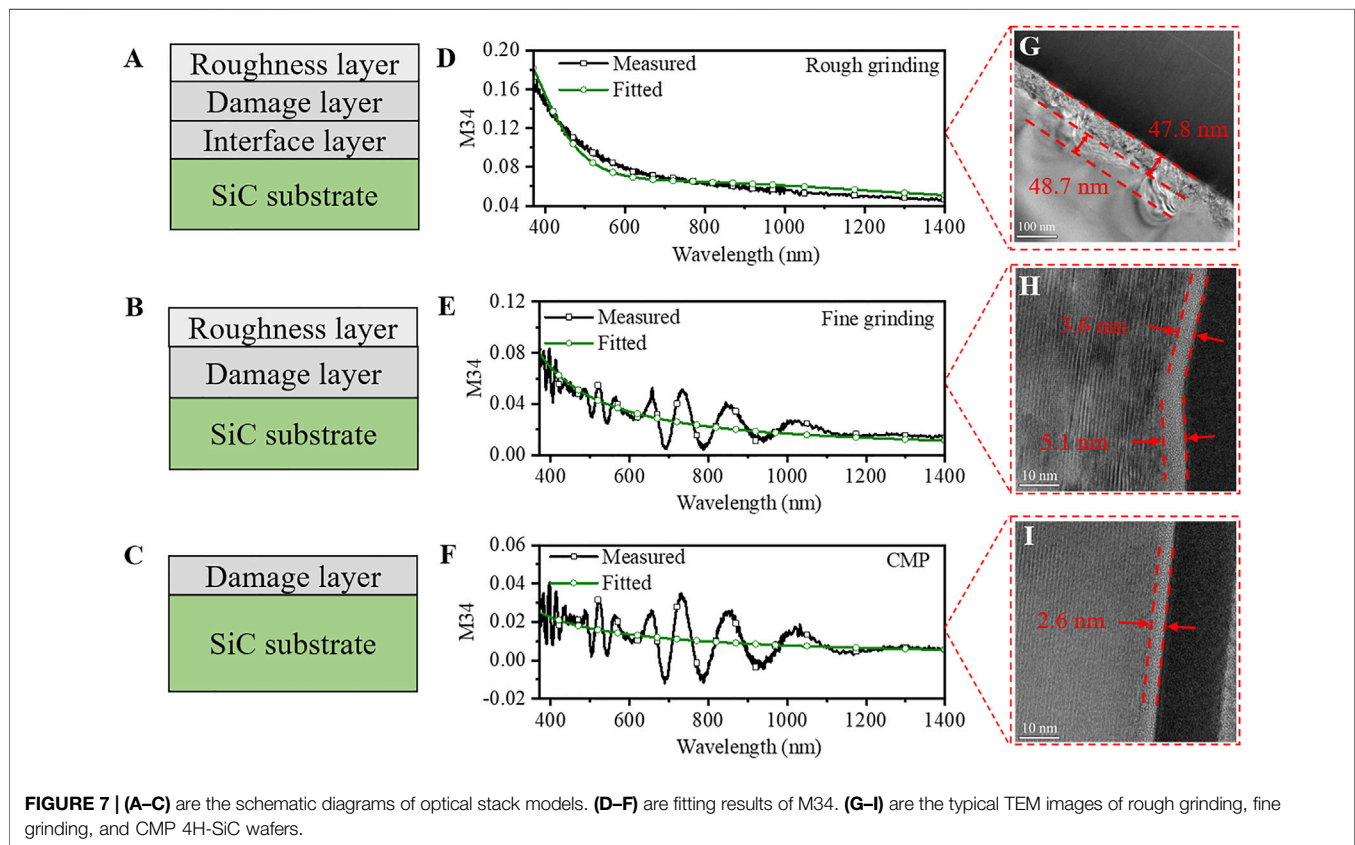 A
Roughness layer
Damage layer
Interface layer
SiC substrate
D
0.20
0.16
0.12
0.08
0.04
M34
Measured
Fitted
Rough grinding
400 600 800 1000 1200 1400
Wavelength (nm)
G
47.8 nm
48.7 nm
100 nm
B
Roughness layer
Damage layer
SiC substrate
E
0.12
0.08
0.04
0.00
M34
Measured
Fitted
Fine grinding
400 600 800 1000 1200 1400
Wavelength (nm)
H
3.6 nm
5.1 nm
10 nm
C
Damage layer
SiC substrate
F
0.06
0.04
0.02
0.00
-0.02
M34
Measured
Fitted
CMP
400 600 800 1000 1200 1400
Wavelength (nm)
I
2.6 nm
10 nm
FIGURE 7 | (A–C) are the schematic diagrams of optical stack models. (D–F) are fitting results of M34. (G–I) are the typical TEM images of rough grinding, fine
grinding, and CMP 4H-SiC wafers.